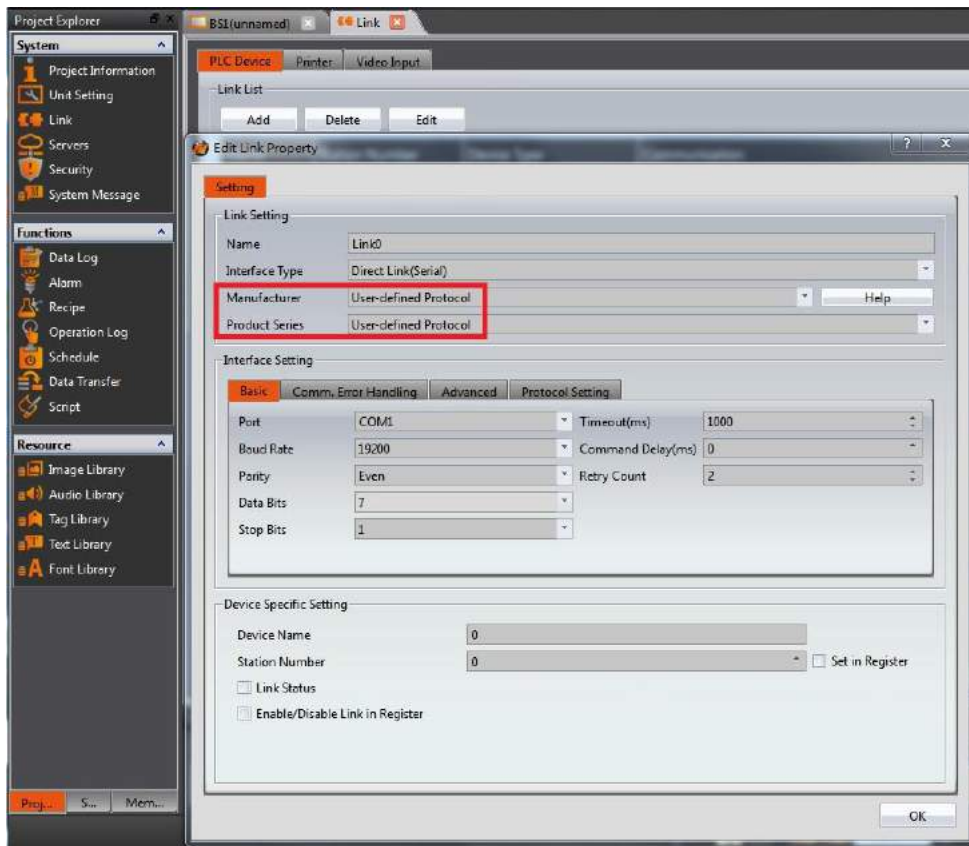 Project Explorer
System
Project Information
Unit Setting
Link
Servers
Security
System Message
Functions
Data Log
Alarm
Recipe
Operation Log
Schedule
Data Transfer
Script
Resource
Image Library
Audio Library
Tag Library
Text Library
Font Library
Proj... S... Mem...
BS1(unnamed) Link
PLC Device Printer Video Input
Link List
Add Delete Edit
Edit Link Property
Setting
Link Setting
Name Link0
Interface Type Direct Link(Serial)
Manufacturer User-defined Protocol Help
Product Series User-defined Protocol
Interface Setting
Basic Comm. Error Handling Advanced Protocol Setting
Port COM1 Timeout(ms) 1000
Baud Rate 19200 Command Delay(ms) 0
Parity Even Retry Count 2
Data Bits 7
Stop Bits 1
Device Specific Setting
Device Name 0
Station Number 0 Set in Register
Link Status
Enable/Disable Link in Register
OK